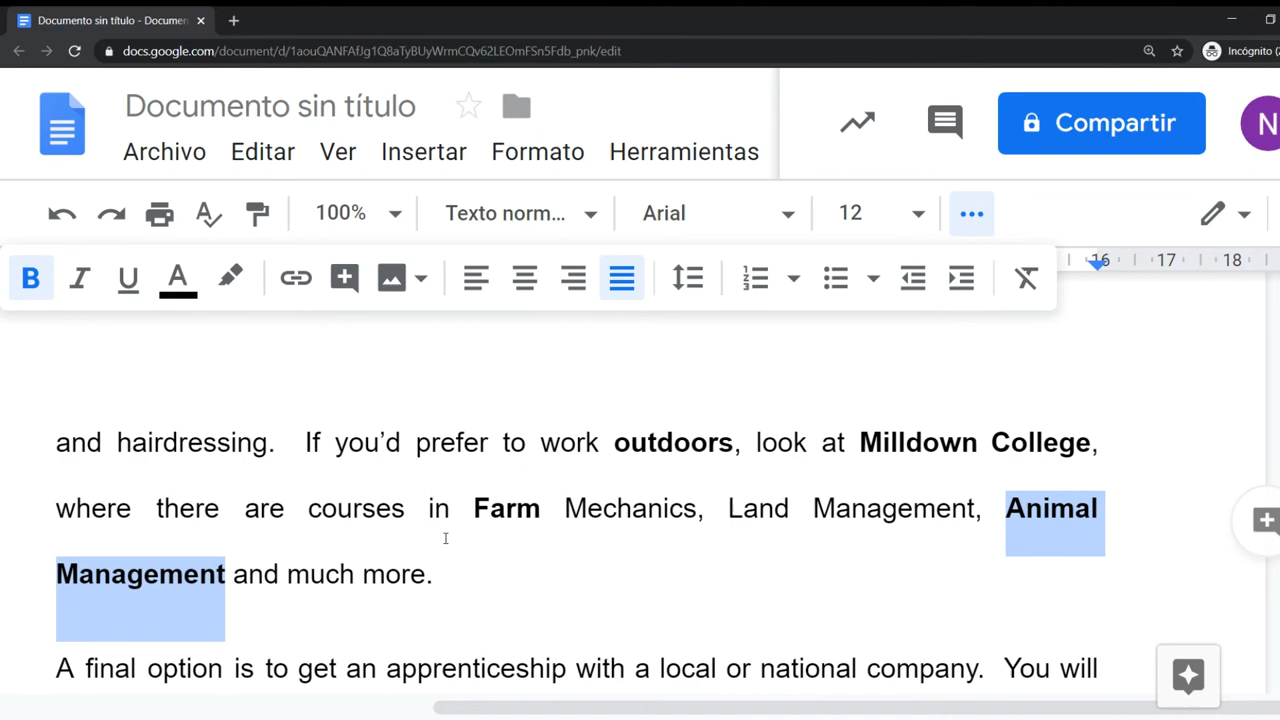 Documento sin título - Documen
docs.google.com/document/d/1aouQANFAfJg1Q8aTyBUyWrmCQv62LEOmFSn5Fdb_pnk/edit
Incógnito (2
Documento sin título
Archivo Editar Ver Insertar Formato Herramientas
Compartir
N
100% Texto norm... Arial 12
B I U A
16 17 18
and hairdressing. If you’d prefer to work outdoors, look at Milldown College,
where there are courses in Farm Mechanics, Land Management, Animal
Management and much more.
A final option is to get an apprenticeship with a local or national company. You will